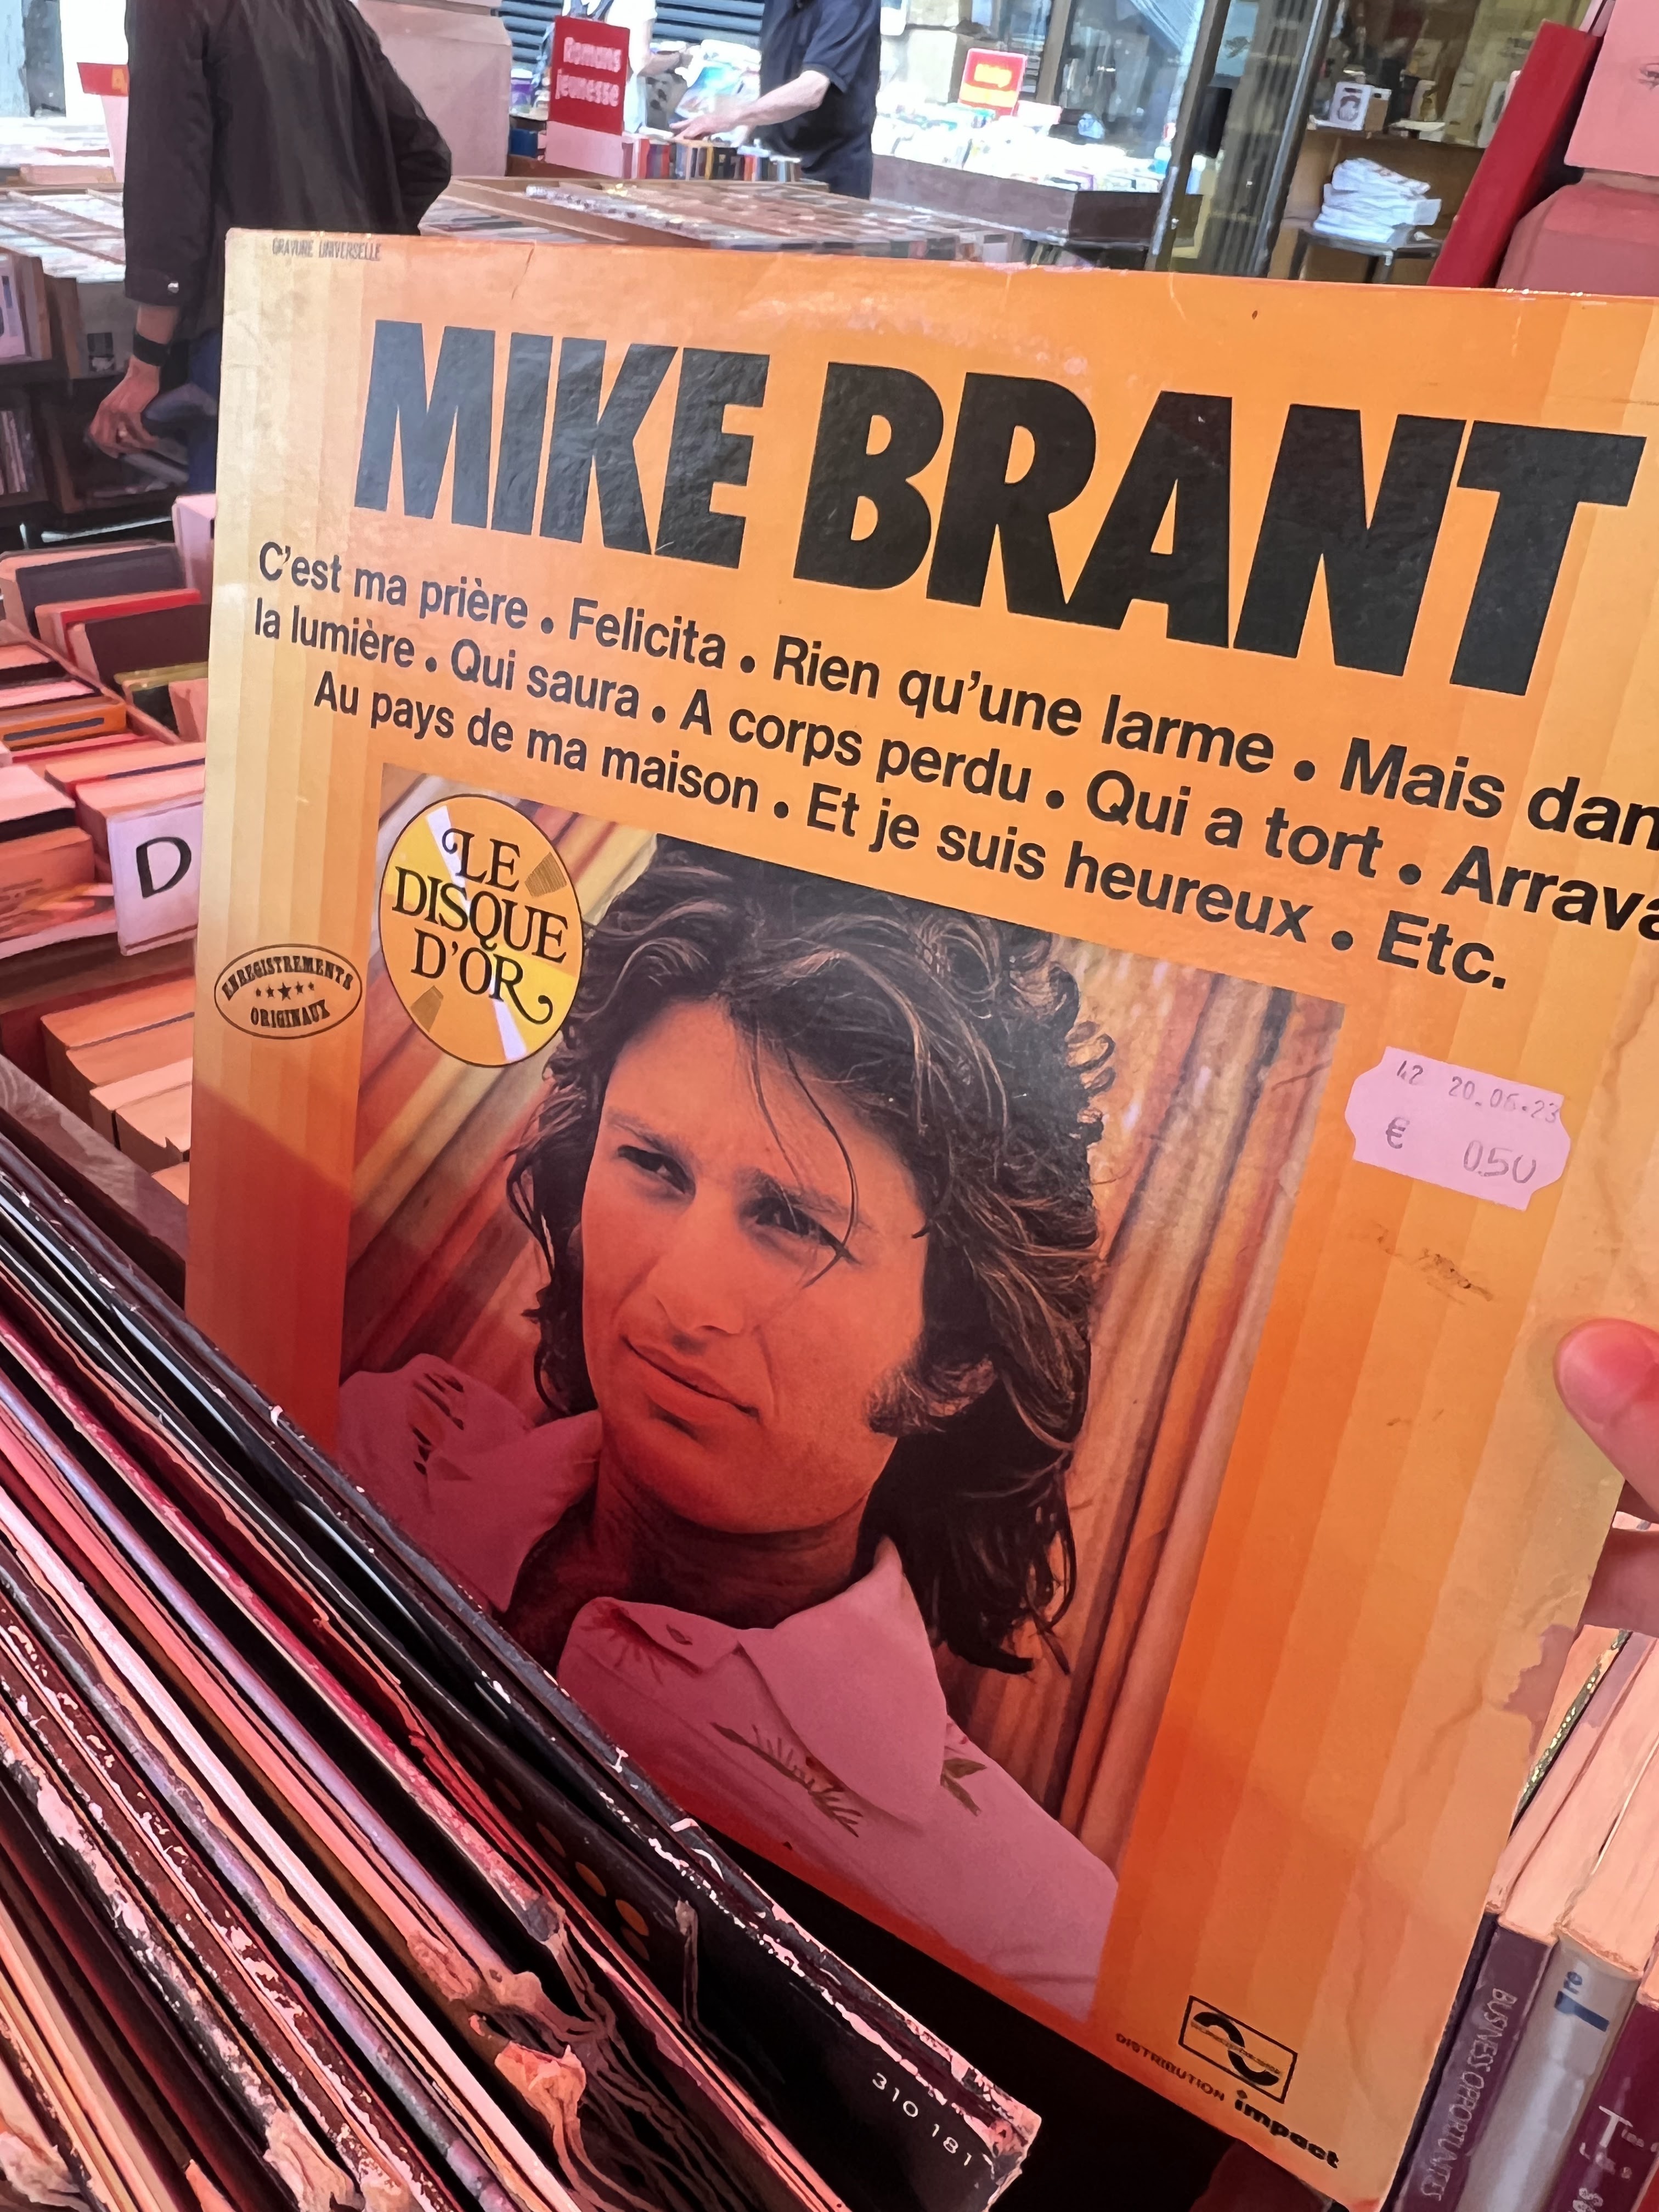 Romans
jeunesse
GRAVURE UNIVERSELLE
MIKE BRANT
C'est ma prière • Felicita • Rien qu'une larme • Mais dan
la lumière • Qui saura • A corps perdu • Qui a tort • Arrava
Au pays de ma maison • Et je suis heureux • Etc.
LE
DISQUE
D'OR
ENREGISTREMENTS
ORIGINAUX
42 20.06.23
€ 0.50
D
DISTRIBUTION impact
310 181
BUSINESS OPPORTUNITIES